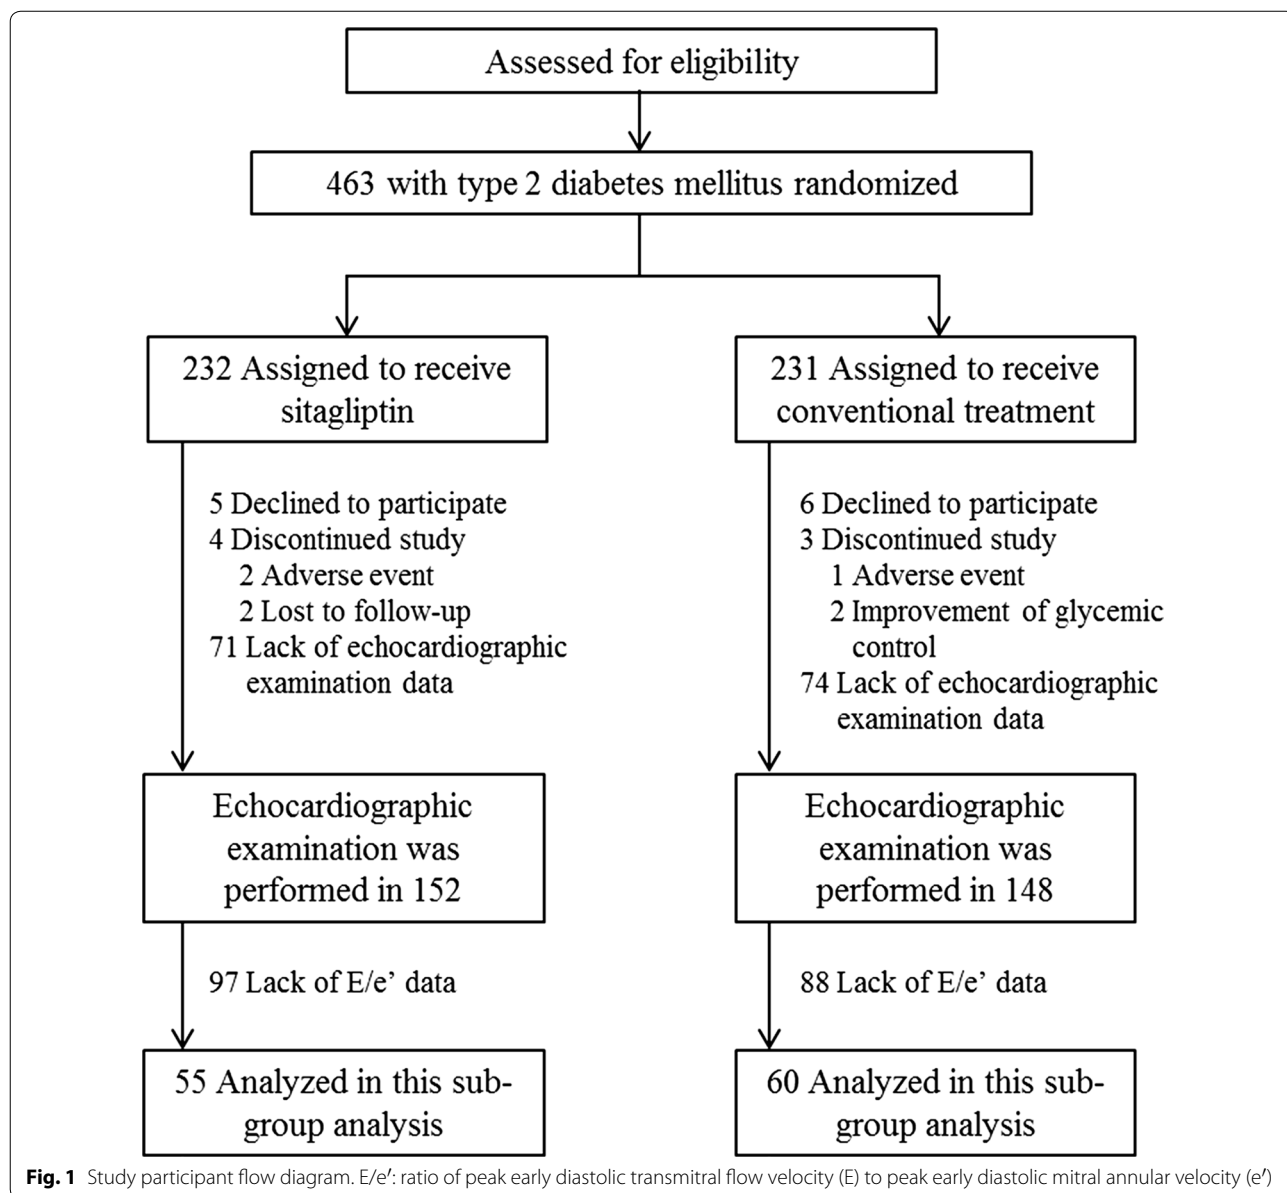 Assessed for eligibility
463 with type 2 diabetes mellitus randomized
232 Assigned to receive
sitagliptin
231 Assigned to receive
conventional treatment
5 Declined to participate
4 Discontinued study
2 Adverse event
2 Lost to follow-up
71 Lack of echocardiographic
examination data
6 Declined to participate
3 Discontinued study
1 Adverse event
2 Improvement of glycemic
control
74 Lack of echocardiographic
examination data
Echocardiographic
examination was
performed in 152
Echocardiographic
examination was
performed in 148
97 Lack of E/e’ data
88 Lack of E/e’ data
55 Analyzed in this sub-
group analysis
60 Analyzed in this sub-
group analysis
Fig. 1 Study participant flow diagram. E/e′: ratio of peak early diastolic transmitral flow velocity (E) to peak early diastolic mitral annular velocity (e′)